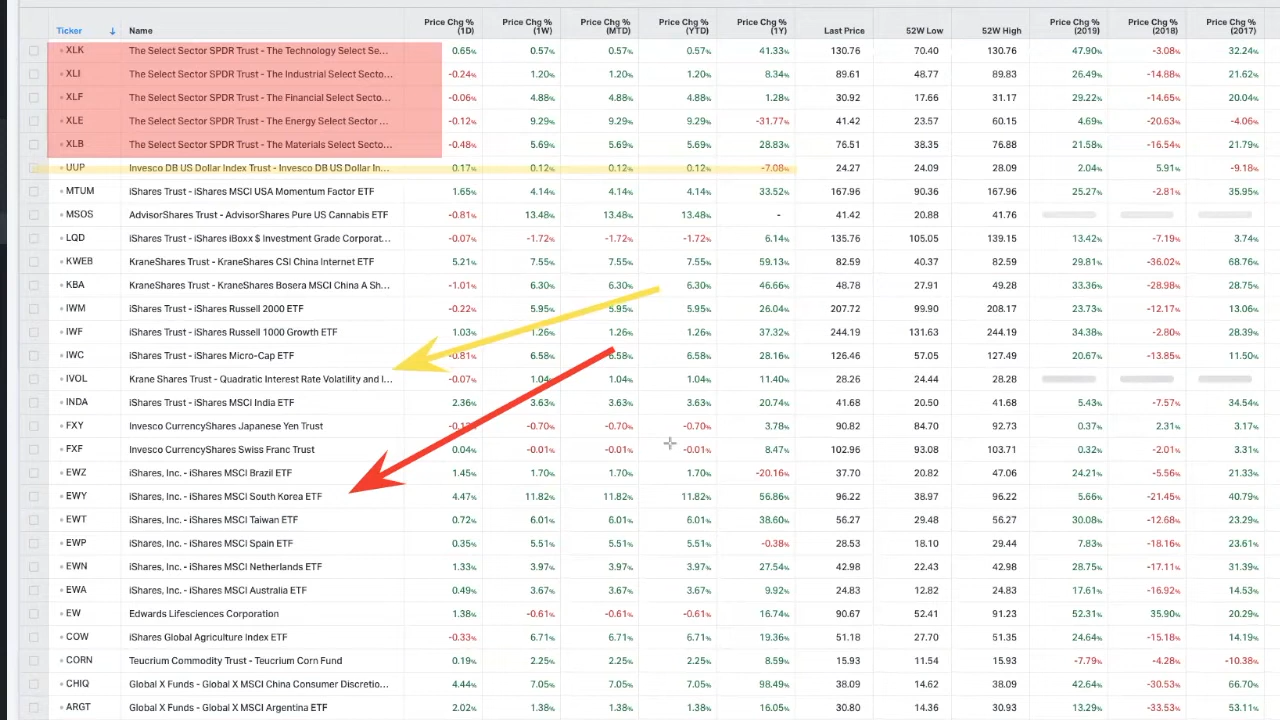 Ticker ↓ Name Price Chg % (1D) Price Chg % (1W) Price Chg % (MTD) Price Chg % (YTD) Price Chg % (1Y) Last Price 52W Low 52W High Price Chg % (2019) Price Chg % (2018) Price Chg % (2017)
XLK The Select Sector SPDR Trust - The Technology Select Se... 0.65% 0.57% 0.57% 0.57% 41.33% 130.76 70.40 130.76 47.90% -3.08% 32.24%
XLI The Select Sector SPDR Trust - The Industrial Select Secto... -0.24% 1.20% 1.20% 1.20% 8.34% 89.61 48.77 89.83 26.49% -14.88% 21.62%
XLF The Select Sector SPDR Trust - The Financial Select Secto... -0.06% 4.88% 4.88% 4.88% 1.28% 30.92 17.66 31.17 29.22% -14.65% 20.04%
XLE The Select Sector SPDR Trust - The Energy Select Sector ... -0.12% 9.29% 9.29% 9.29% -31.77% 41.42 23.57 60.15 4.69% -20.63% -4.06%
XLB The Select Sector SPDR Trust - The Materials Select Secto... -0.48% 5.69% 5.69% 5.69% 28.83% 76.51 38.35 76.88 21.58% -16.54% 21.79%
UUP Invesco DB US Dollar Index Trust - Invesco DB US Dollar In... 0.17% 0.12% 0.12% 0.12% -7.08% 24.27 24.09 28.09 2.04% 5.91% -9.18%
MTUM iShares Trust - iShares MSCI USA Momentum Factor ETF 1.65% 4.14% 4.14% 4.14% 33.52% 167.96 90.36 167.96 25.27% -2.81% 35.95%
MSOS AdvisorShares Trust - AdvisorShares Pure US Cannabis ETF -0.81% 13.48% 13.48% 13.48% - 41.42 20.88 41.76
LQD iShares Trust - iShares iBoxx $ Investment Grade Corporat... -0.07% -1.72% -1.72% -1.72% 6.14% 135.76 105.05 139.15 13.42% -7.19% 3.74%
KWEB KraneShares Trust - KraneShares CSI China Internet ETF 5.21% 7.55% 7.55% 7.55% 59.13% 82.59 40.37 82.59 29.81% -36.02% 68.76%
KBA KraneShares Trust - KraneShares Bosera MSCI China A Sh... -1.01% 6.30% 6.30% 6.30% 46.66% 48.78 27.91 49.28 33.36% -28.98% 28.75%
IWM iShares Trust - iShares Russell 2000 ETF -0.22% 5.95% 5.95% 5.95% 26.04% 207.72 99.90 208.17 23.73% -12.17% 13.06%
IWF iShares Trust - iShares Russell 1000 Growth ETF 1.03% 1.26% 1.26% 1.26% 37.32% 244.19 131.63 244.19 34.38% -2.80% 28.39%
IWC iShares Trust - iShares Micro-Cap ETF -0.81% 6.58% 6.58% 6.58% 28.16% 126.46 57.05 127.49 20.67% -13.85% 11.50%
IVOL Krane Shares Trust - Quadratic Interest Rate Volatility and I... -0.07% 1.04% 1.04% 1.04% 11.40% 28.26 24.44 28.28
INDA iShares Trust - iShares MSCI India ETF 2.36% 3.63% 3.63% 3.63% 20.74% 41.68 20.50 41.68 5.43% -7.57% 34.54%
FXY Invesco CurrencyShares Japanese Yen Trust -0.70% -0.70% -0.70% 3.78% 90.82 84.70 92.73 0.37% 2.31% 3.17%
FXF Invesco CurrencyShares Swiss Franc Trust 0.04% -0.01% -0.01% -0.01% 8.47% 102.96 93.08 103.71 0.32% -2.01% 3.31%
EWZ iShares, Inc. - iShares MSCI Brazil ETF 1.45% 1.70% 1.70% 1.70% -20.16% 37.70 20.82 47.06 24.21% -5.56% 21.33%
EWY iShares, Inc. - iShares MSCI South Korea ETF 4.47% 11.82% 11.82% 11.82% 56.86% 96.22 38.97 96.22 5.66% -21.45% 40.79%
EWT iShares, Inc. - iShares MSCI Taiwan ETF 0.72% 6.01% 6.01% 6.01% 38.60% 56.27 29.48 56.27 30.08% -12.68% 23.29%
EWP iShares, Inc. - iShares MSCI Spain ETF 0.35% 5.51% 5.51% 5.51% -0.38% 28.53 18.10 29.44 7.83% -18.16% 23.61%
EWN iShares, Inc. - iShares MSCI Netherlands ETF 1.33% 3.97% 3.97% 3.97% 27.54% 42.98 22.43 42.98 28.75% -17.11% 31.39%
EWA iShares, Inc. - iShares MSCI Australia ETF 0.49% 3.67% 3.67% 3.67% 9.92% 24.83 12.82 24.83 17.61% -16.92% 14.53%
EW Edwards Lifesciences Corporation 1.38% -0.61% -0.61% -0.61% 16.74% 90.67 52.41 91.23 52.31% 35.90% 20.29%
COW iShares Global Agriculture Index ETF -0.33% 6.71% 6.71% 6.71% 19.36% 51.18 27.70 51.35 24.64% -15.18% 14.19%
CORN Teucrium Commodity Trust - Teucrium Corn Fund 0.19% 2.25% 2.25% 2.25% 8.59% 15.93 11.54 15.93 -7.79% -4.28% -10.38%
CHIQ Global X Funds - Global X MSCI China Consumer Discretio... 4.44% 7.05% 7.05% 7.05% 98.49% 38.09 14.62 38.09 42.64% -30.53% 66.70%
ARGT Global X Funds - Global X MSCI Argentina ETF 2.02% 1.38% 1.38% 1.38% 16.05% 30.80 14.36 30.93 13.29% -33.53% 53.11%